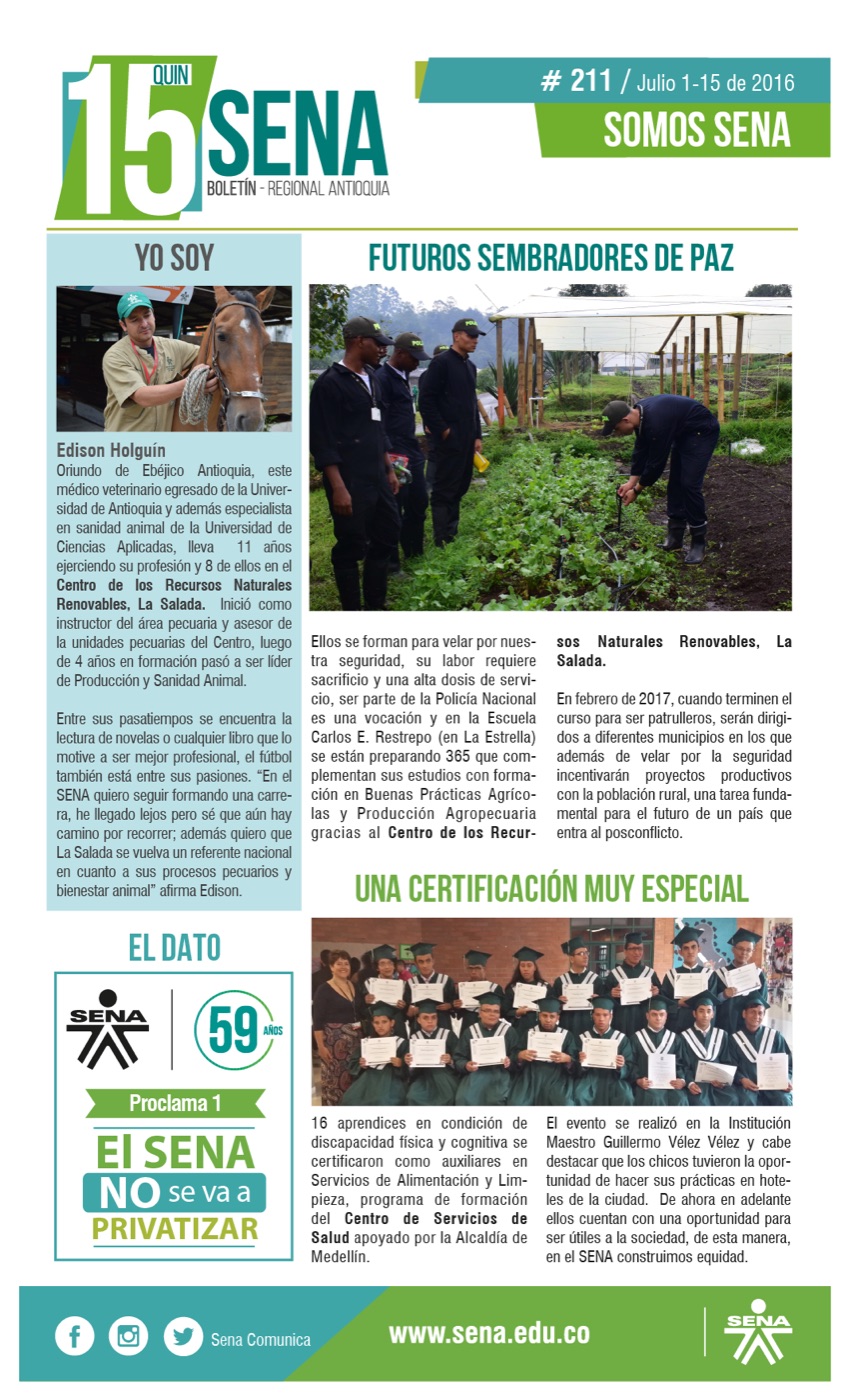 QUIN
15 SENA
BOLETÍN - REGIONAL ANTIOQUIA
# 211 / Julio 1-15 de 2016
SOMOS SENA
YO SOY
Edison Holguín
Oriundo de Ebéjico Antioquia, este
médico veterinario egresado de la Univer-
sidad de Antioquia y además especialista
en sanidad animal de la Universidad de
Ciencias Aplicadas, lleva 11 años
ejerciendo su profesión y 8 de ellos en el
Centro de los Recursos Naturales
Renovables, La Salada. Inició como
instructor del área pecuaria y asesor de
la unidades pecuarias del Centro, luego
de 4 años en formación pasó a ser líder
de Producción y Sanidad Animal.
Entre sus pasatiempos se encuentra la
lectura de novelas o cualquier libro que lo
motive a ser mejor profesional, el fútbol
también está entre sus pasiones. “En el
SENA quiero seguir formando una carre-
ra, he llegado lejos pero sé que aún hay
camino por recorrer; además quiero que
La Salada se vuelva un referente nacional
en cuanto a sus procesos pecuarios y
bienestar animal” afirma Edison.
EL DATO
SENA
59 AÑOS
Proclama 1
El SENA
NO se va a
PRIVATIZAR
FUTUROS SEMBRADORES DE PAZ
Ellos se forman para velar por nues-
tra seguridad, su labor requiere
sacrificio y una alta dosis de servi-
cio, ser parte de la Policía Nacional
es una vocación y en la Escuela
Carlos E. Restrepo (en La Estrella)
se están preparando 365 que com-
plementan sus estudios con forma-
ción en Buenas Prácticas Agríco-
las y Producción Agropecuaria
gracias al Centro de los Recur-
sos Naturales Renovables, La
Salada.
En febrero de 2017, cuando terminen el
curso para ser patrulleros, serán dirigi-
dos a diferentes municipios en los que
además de velar por la seguridad
incentivarán proyectos productivos
con la población rural, una tarea funda-
mental para el futuro de un país que
entra al posconflicto.
UNA CERTIFICACIÓN MUY ESPECIAL
16 aprendices en condición de
discapacidad física y cognitiva se
certificaron como auxiliares en
Servicios de Alimentación y Lim-
pieza, programa de formación
del Centro de Servicios de
Salud apoyado por la Alcaldía de
Medellín.
El evento se realizó en la Institución
Maestro Guillermo Vélez Vélez y cabe
destacar que los chicos tuvieron la opor-
tunidad de hacer sus prácticas en hote-
les de la ciudad. De ahora en adelante
ellos cuentan con una oportunidad para
ser útiles a la sociedad, de esta manera,
en el SENA construimos equidad.
Sena Comunica
www.sena.edu.co
SENA